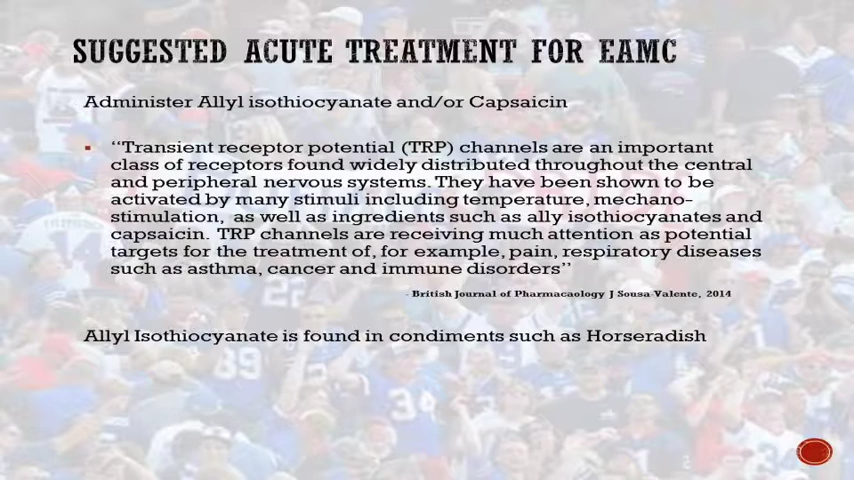 SUGGESTED ACUTE TREATMENT FOR EAMC
Administer Allyl isothiocyanate and/or Capsaicin
▪ “Transient receptor potential (TRP) channels are an important
class of receptors found widely distributed throughout the central
and peripheral nervous systems. They have been shown to be
activated by many stimuli including temperature, mechano-
stimulation, as well as ingredients such as ally isothiocyanates and
capsaicin. TRP channels are receiving much attention as potential
targets for the treatment of, for example, pain, respiratory diseases
such as asthma, cancer and immune disorders”
- British Journal of Pharmacaology J Sousa-Valente, 2014
Allyl Isothiocyanate is found in condiments such as Horseradish
22
89
34